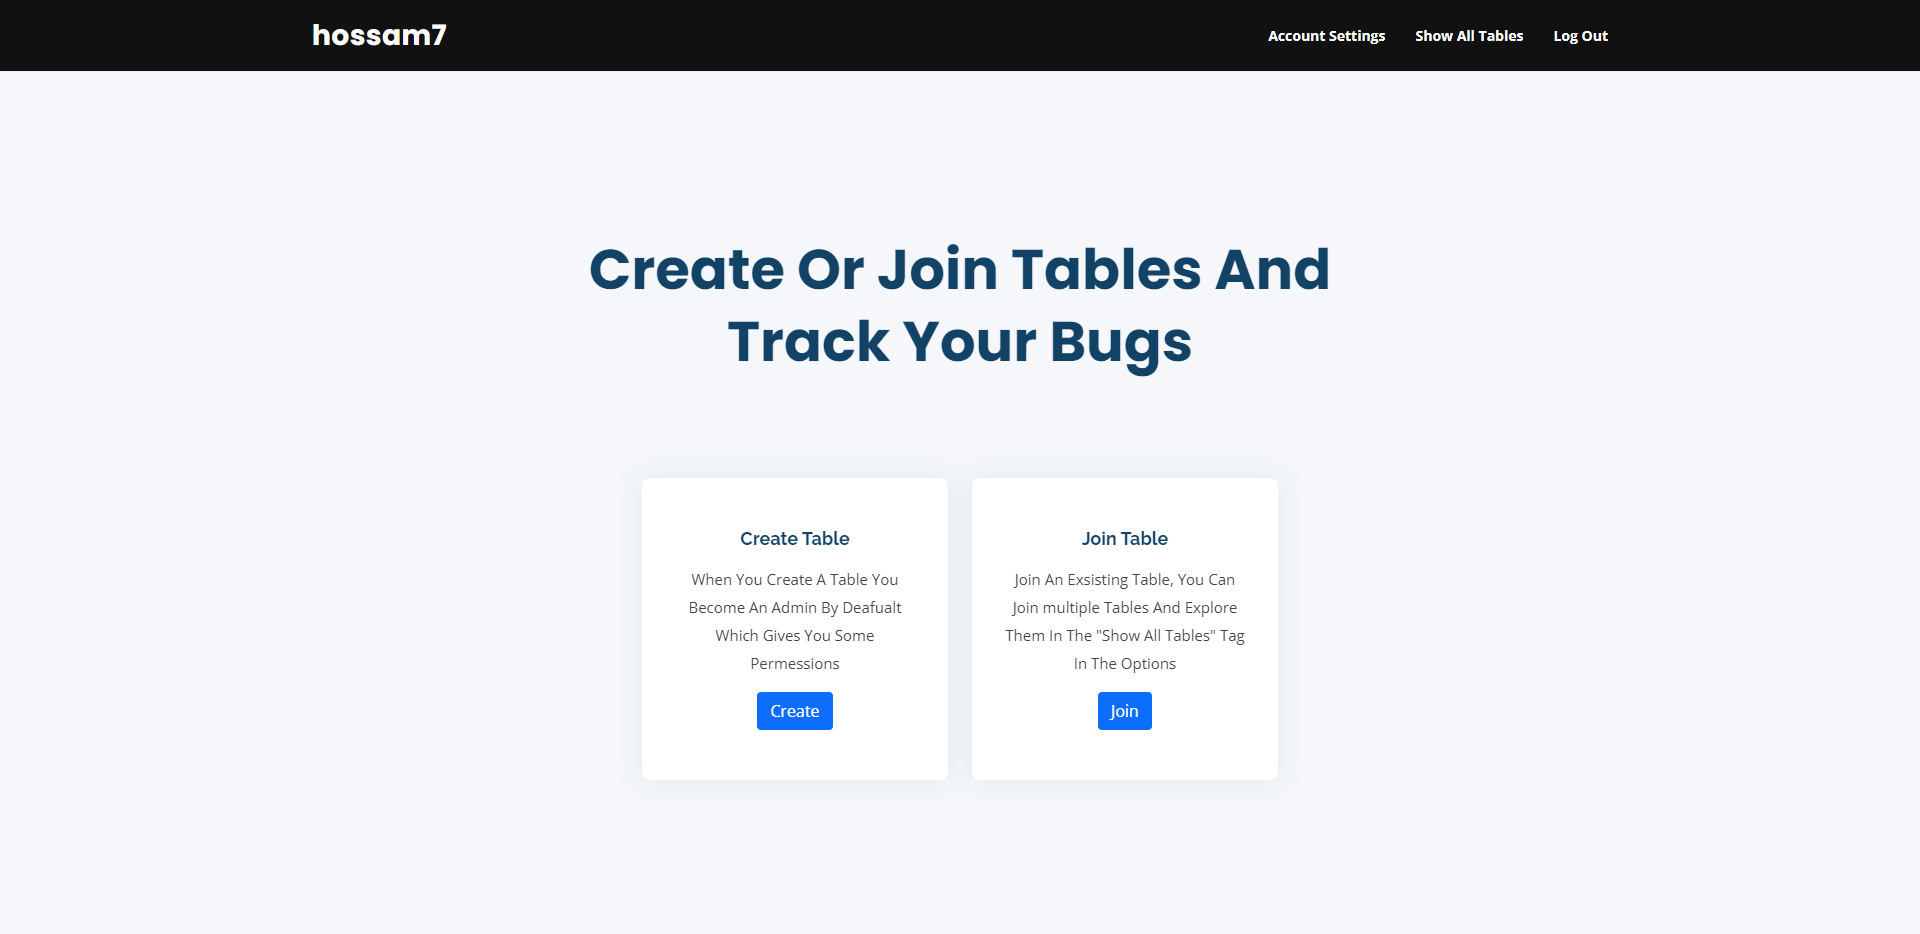 hossam7
Account Settings
Show All Tables
Log Out
Create Or Join Tables And
Track Your Bugs
Create Table
When You Create A Table You
Become An Admin By Deafualt
Which Gives You Some
Permessions
Create
Join Table
Join An Exsisting Table, You Can
Join multiple Tables And Explore
Them In The "Show All Tables" Tag
In The Options
Join